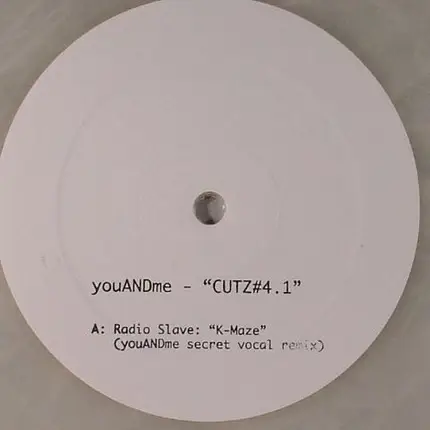 youANDme - “CUTZ#4.1”
A: Radio Slave: “K-Maze”
(youANDme secret vocal remix)